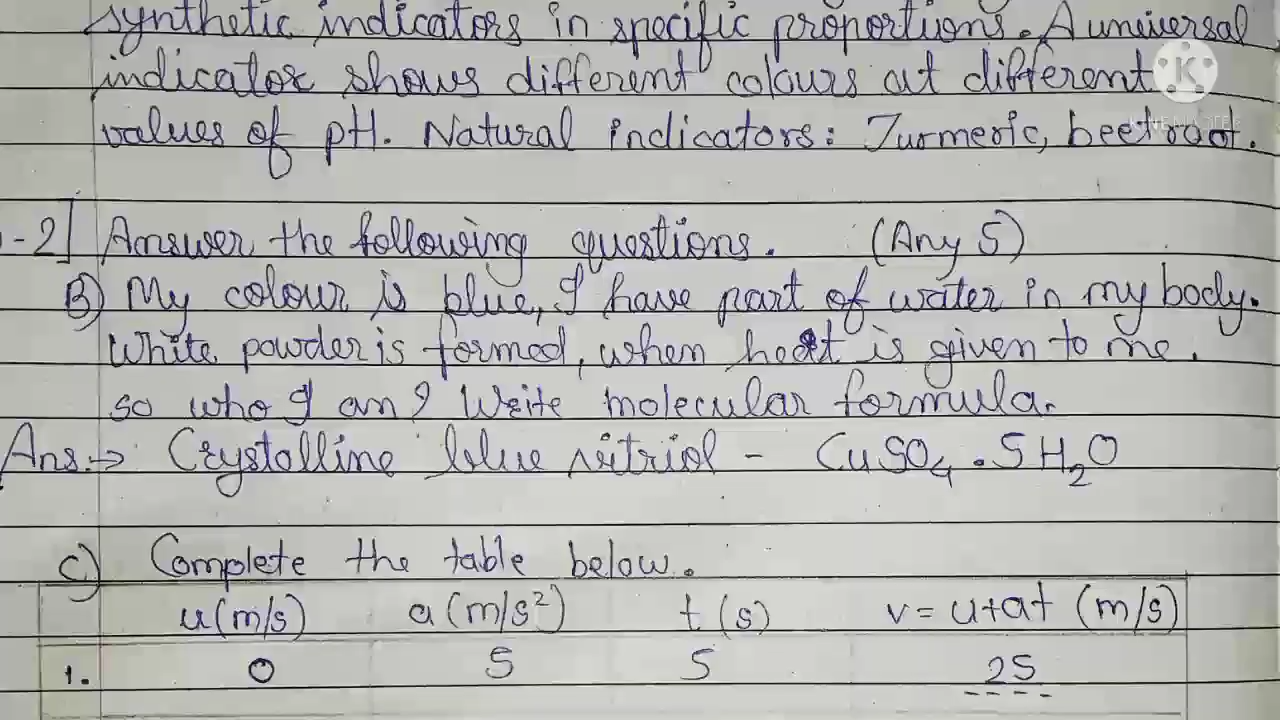 synthetic indicators in specific proportions. A universal
indicator shows different colours at different
values of pH. Natural indicators: Turmeric, beetroot.
-2] Answer the following questions. (Any 5)
B) My colour is blue, I have part of water in my body.
White powder is formed, when heat is given to me.
so who I am? Write molecular formula.
Ans.→ Crystalline blue vitriol - CuSO₄.5H₂O
C) Complete the table below.
u(m/s) a(m/s²) t(s) v=u+at (m/s)
1. 0 5 5 25